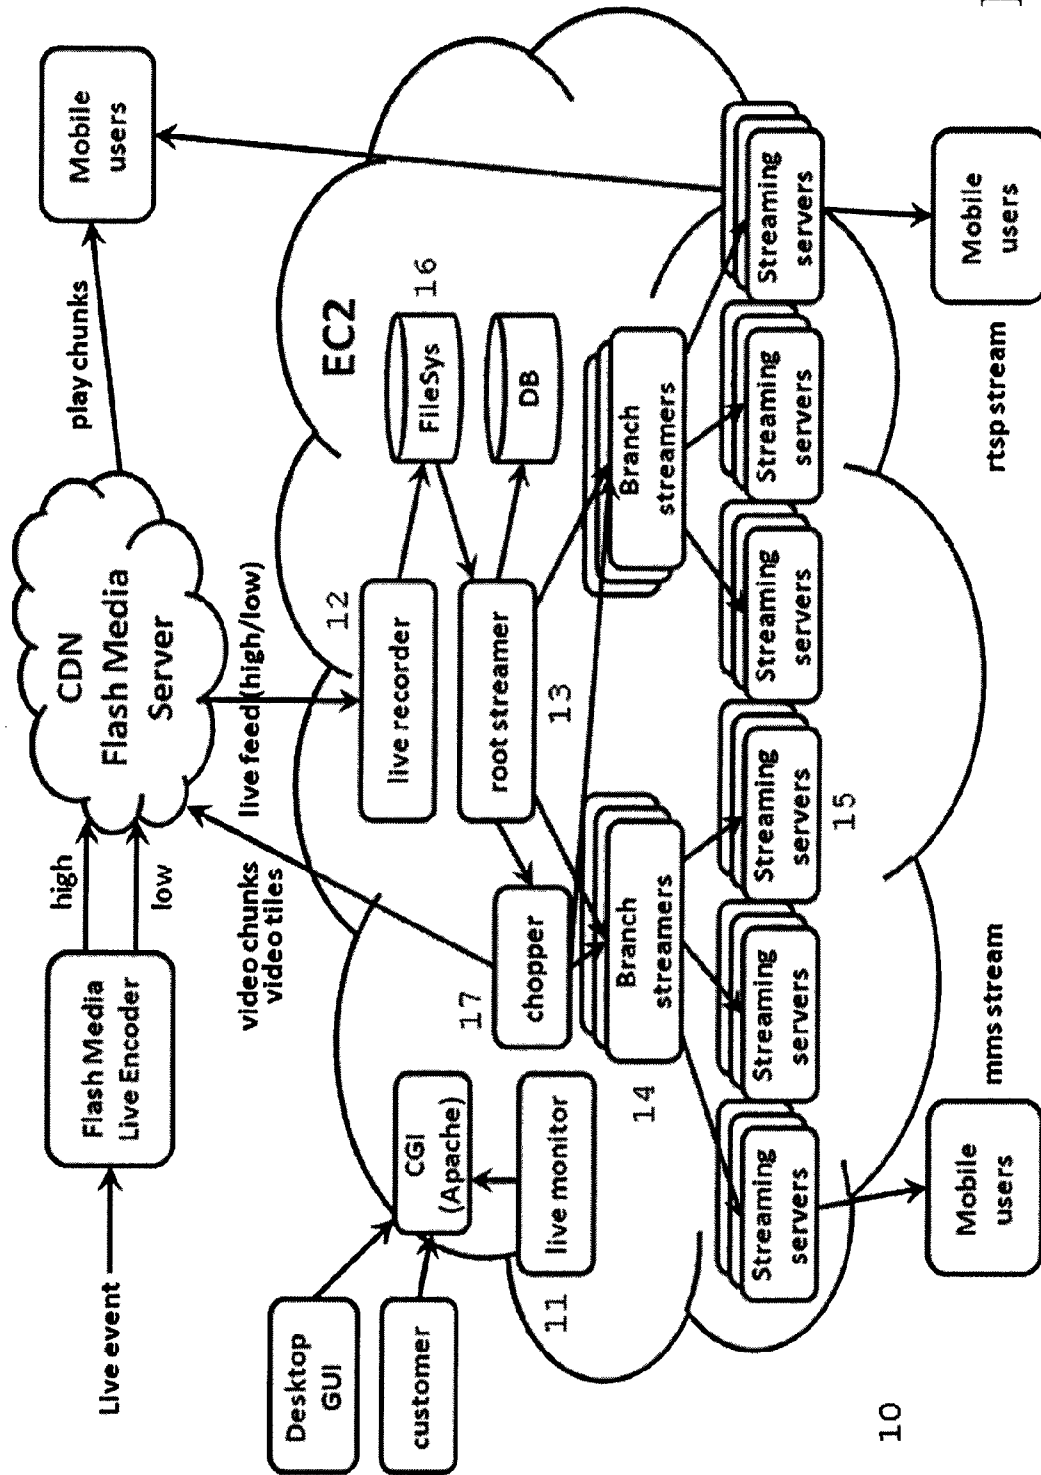 Live event
Flash Media
Live Encoder
high
low
CDN
Flash Media
Server
play chunks
Mobile
users
video chunks
video tiles
live feed (high/low)
Desktop
GUI
customer
CGI
(Apache)
live monitor
11
17
chopper
live recorder
12
root streamer
13
EC2
FileSys
16
DB
14
Branch
streamers
Branch
streamers
Streaming
servers
Streaming
servers
Streaming
servers
15
Streaming
servers
Streaming
servers
Streaming
servers
10
Mobile
users
mms stream
rtsp stream
Mobile
users